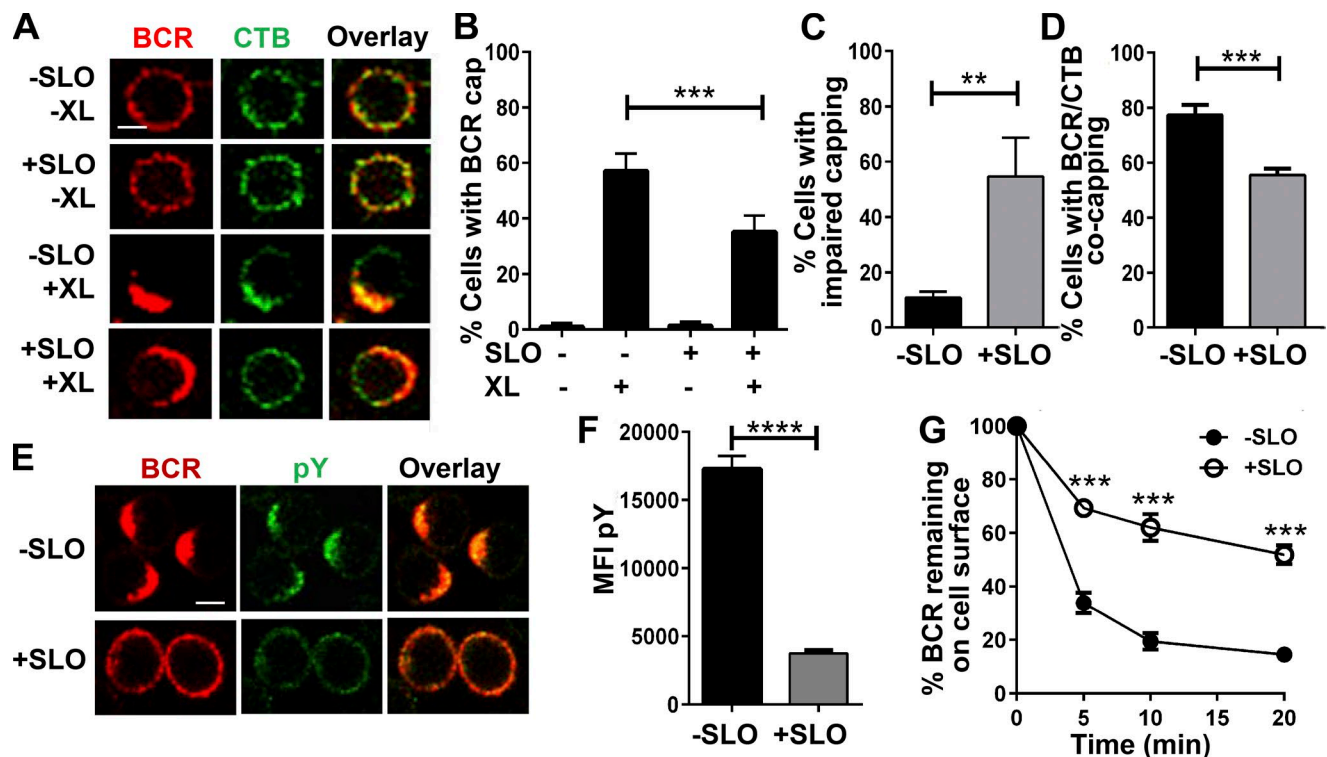 A
BCR CTB Overlay
-SLO
-XL
+SLO
-XL
-SLO
+XL
+SLO
+XL
B
% Cells with BCR cap
100
80
60
40
20
0
***
SLO - - + +
XL - + - +
C
% Cells with
impaired capping
100
80
60
40
20
0
**
-SLO +SLO
D
% Cells with BCR/CTB
co-capping
100
80
60
40
20
0
***
-SLO +SLO
E
BCR pY Overlay
-SLO
+SLO
F
MFI pY
20000
15000
10000
5000
0
****
-SLO +SLO
G
% BCR remaining
on cell surface
100
80
60
40
20
0
-SLO
+SLO
***
***
***
0 5 10 15 20
Time (min)